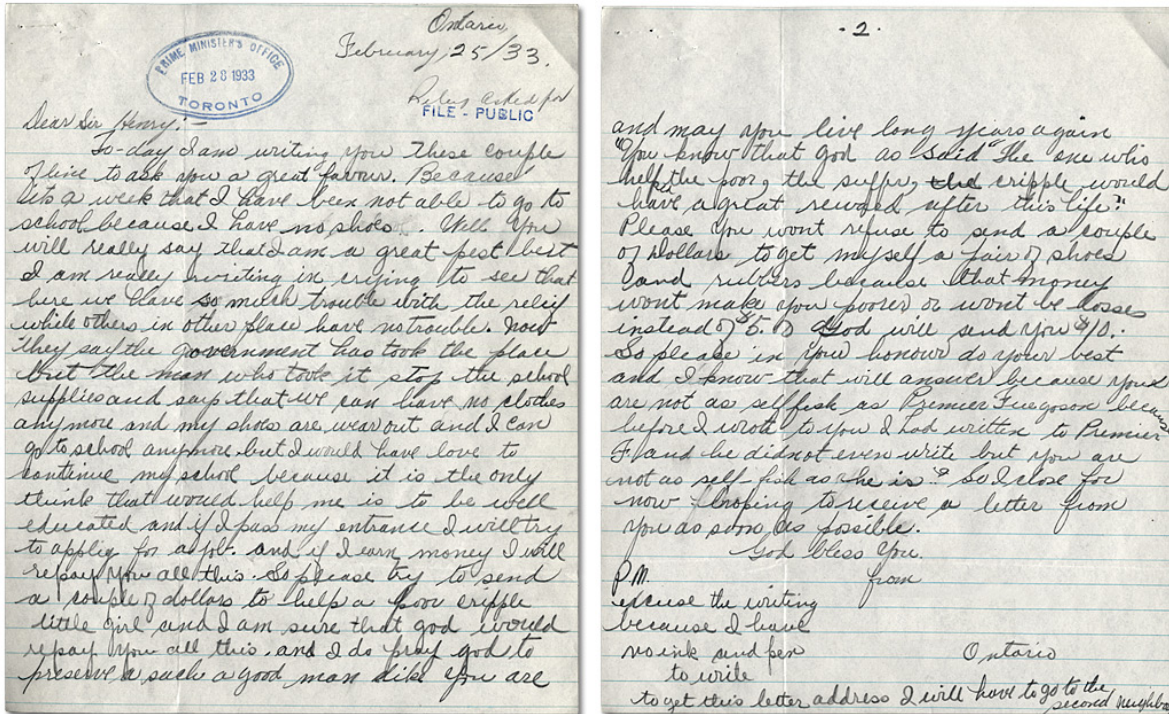 Ontario
February, 25/33.
PRIME MINISTER'S OFFICE
FEB 28 1933
TORONTO
Relief asked for
FILE - PUBLIC
Dear Sir Henry:-
To-day I am writing you these couple
of line to ask you a great favour. Because
its a week that I have been not able to go to
school because I have no shoes. Well you
will really say that I am a great pest best
I am really writing in crying to see that
here we have so much trouble with the relief
while others in other place have no trouble. Now
they say the government has took the place
but the man who took it stop the school
supplies and say that we can have no clothes
anymore and my shoes are wear out and I can
go to school anymore but I would have love to
continue my school because it is the only
think that would help me is to be well
educated and if I pass my entrance I will try
to applig for a job. and if I earn money I will
repay you all this. So please try to send
a couple of dollars to help a poor cripple
little girl and I am sure that god would
repay you all this. and I do pray god to
preserve a such a good man like you are
-2-
and may you live long years again
"You know that god as said "The one who
help the poor, the suffr, the cripple would
have a great reward after this life."
Please you wont refuse to send a couple
of Dollars to get myself a pair of shoes
and rubbers because that money
wont make you poorer or wont be losses
instead of $5. God will send you $10.
So please in your honour do your best
and I know that will answer because your
are not as selffish as Premier Fuegoson because
before I wrote to you I had written to Premier
F. and he did not even write but you are
not as self-fish as he is". So I close for
now hoping to receive a letter from
you as soon as possible.
God bless You.
from
P.M.
excuse the writing
because I have
no ink and pen
to write
Ontario
to get this letter address I will have to go to the
second neighbor